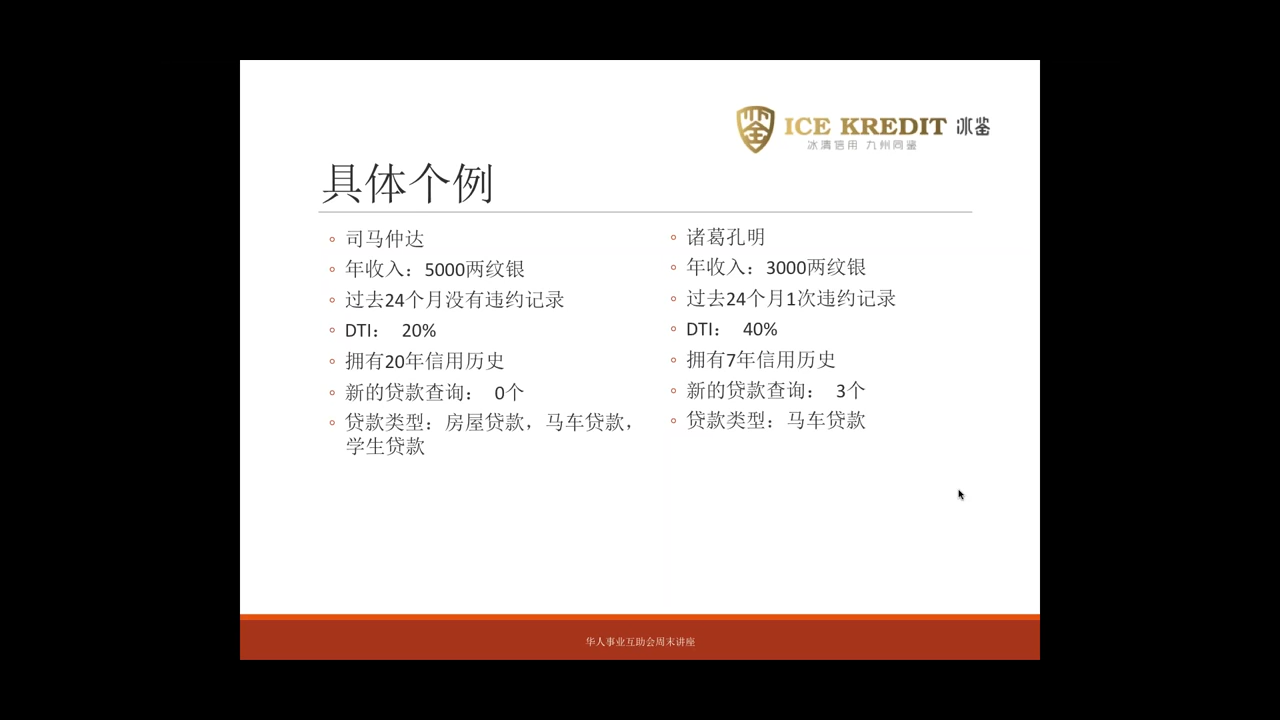 ICE KREDIT 冰鉴
冰清信用 九州同鉴
具体个例
司马仲达
年收入：5000两纹银
过去24个月没有违约记录
DTI： 20%
拥有20年信用历史
新的贷款查询： 0个
贷款类型：房屋贷款，马车贷款，
学生贷款
诸葛孔明
年收入：3000两纹银
过去24个月1次违约记录
DTI： 40%
拥有7年信用历史
新的贷款查询： 3个
贷款类型：马车贷款
华人事业互助会周末讲座